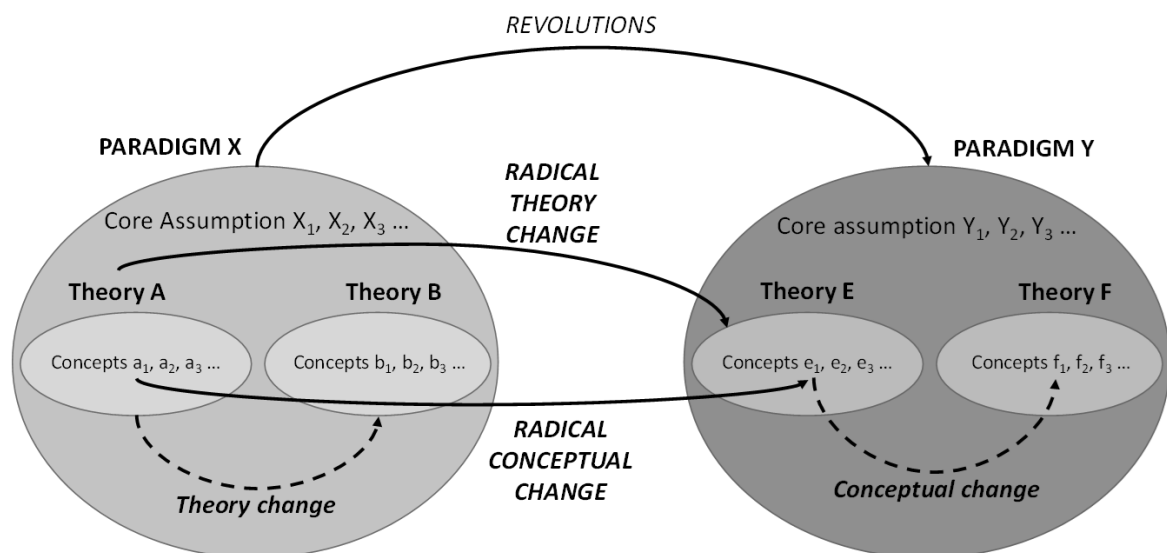 REVOLUTIONS
PARADIGM X
PARADIGM Y
RADICAL
THEORY
CHANGE
Core Assumption X₁, X₂, X₃ ...
Core assumption Y₁, Y₂, Y₃ ...
Theory A
Theory B
Theory E
Theory F
Concepts a₁, a₂, a₃ ...
Concepts b₁, b₂, b₃ ...
Concepts e₁, e₂, e₃ ...
Concepts f₁, f₂, f₃ ...
RADICAL
CONCEPTUAL
CHANGE
Theory change
Conceptual change